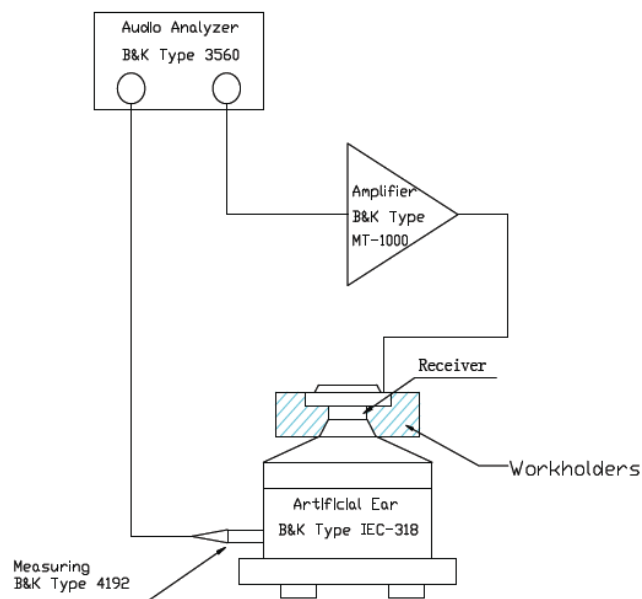 Audio Analyzer
B&K Type 3560
Amplifier
B&K Type
MT-1000
Receiver
Workholders
Artificial Ear
B&K Type IEC-318
Measuring
B&K Type 4192